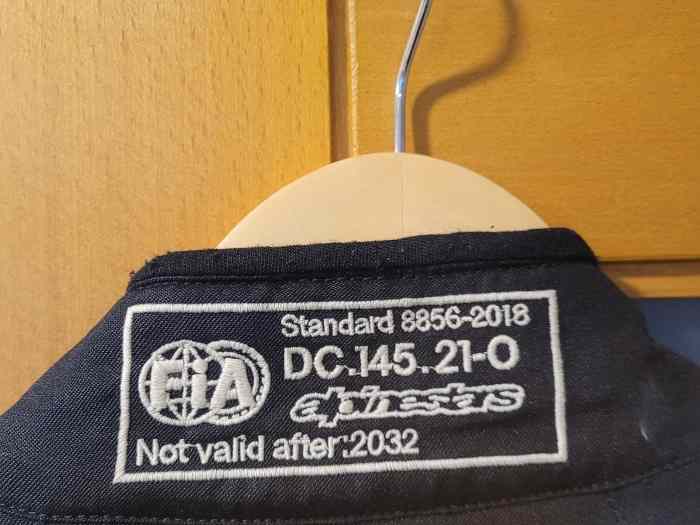 Standard 8856-2018
FiA
DC.145.21-O
alpinestars
Not valid after:2032